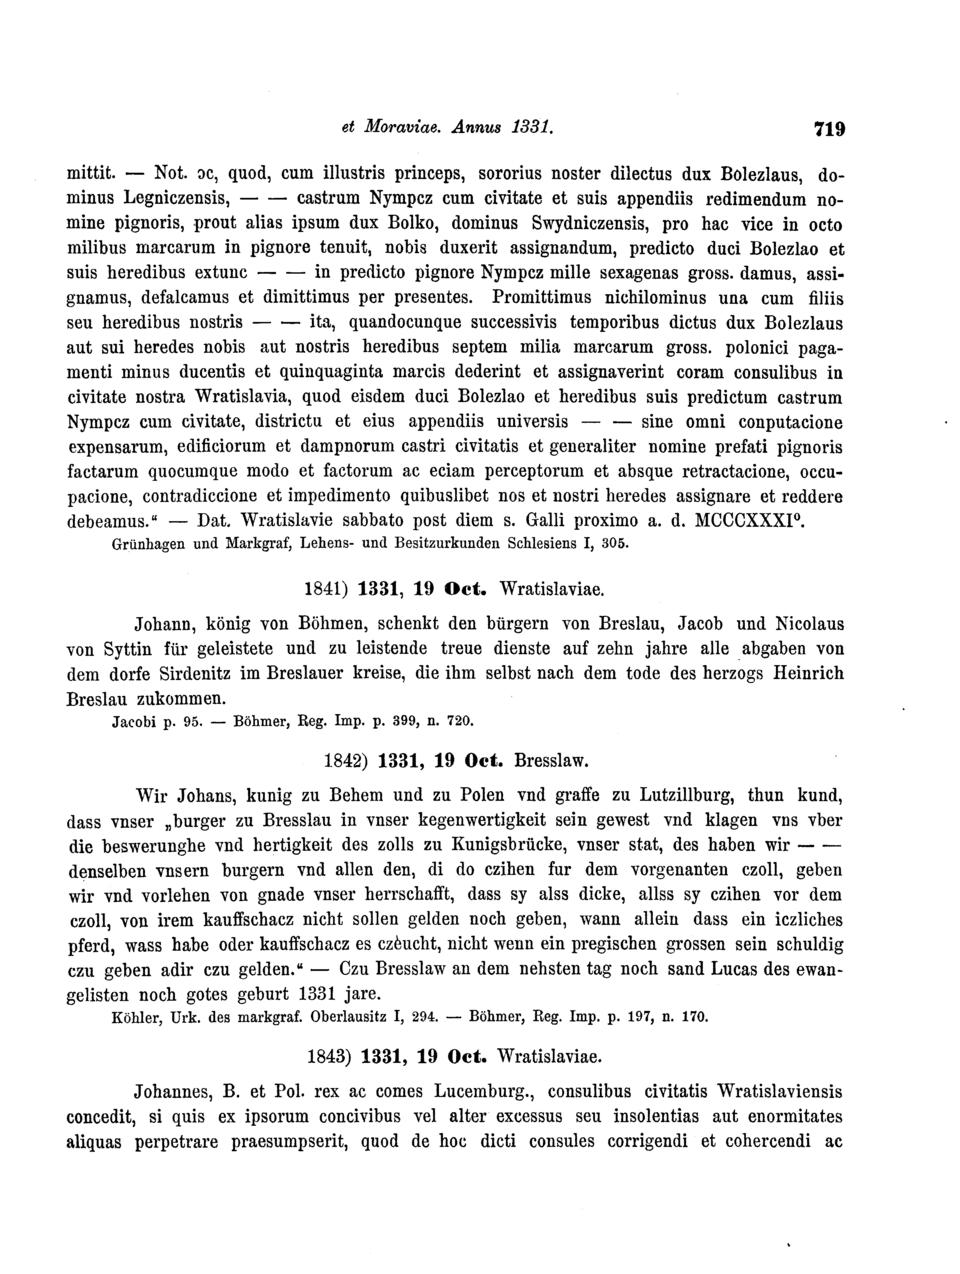 et Moraviae. Annus 1331. 719
mittit. — Not. ɔc, quod, cum illustris princeps, sororius noster dilectus dux Bolezlaus, do-
minus Legniczensis, — — castrum Nympcz cum civitate et suis appendiis redimendum no-
mine pignoris, prout alias ipsum dux Bolko, dominus Swydniczensis, pro hac vice in octo
milibus marcarum in pignore tenuit, nobis duxerit assignandum, predicto duci Bolezlao et
suis heredibus extunc — — in predicto pignore Nympcz mille sexagenas gross. damus, assi-
gnamus, defalcamus et dimittimus per presentes. Promittimus nichilominus una cum filiis
seu heredibus nostris — — ita, quandocunque successivis temporibus dictus dux Bolezlaus
aut sui heredes nobis aut nostris heredibus septem milia marcarum gross. polonici paga-
menti minus ducentis et quinquaginta marcis dederint et assignaverint coram consulibus in
civitate nostra Wratislavia, quod eisdem duci Bolezlao et heredibus suis predictum castrum
Nympcz cum civitate, districtu et eius appendiis universis — — sine omni conputacione
expensarum, edificiorum et dampnorum castri civitatis et generaliter nomine prefati pignoris
factarum quocumque modo et factorum ac eciam perceptorum et absque retractacione, occu-
pacione, contradiccione et impedimento quibuslibet nos et nostri heredes assignare et reddere
debeamus.“ — Dat. Wratislavie sabbato post diem s. Galli proximo a. d. MCCCXXXI⁰.
Grünhagen und Markgraf, Lehens- und Besitzurkunden Schlesiens I, 305.
1841) 1331, 19 Oct. Wratislaviae.
Johann, könig von Böhmen, schenkt den bürgern von Breslau, Jacob und Nicolaus
von Syttin für geleistete und zu leistende treue dienste auf zehn jahre alle abgaben von
dem dorfe Sirdenitz im Breslauer kreise, die ihm selbst nach dem tode des herzogs Heinrich
Breslau zukommen.
Jacobi p. 95. — Böhmer, Reg. Imp. p. 399, n. 720.
1842) 1331, 19 Oct. Bresslaw.
Wir Johans, kunig zu Behem und zu Polen vnd graffe zu Lutzillburg, thun kund,
dass vnser „burger zu Bresslau in vnser kegenwertigkeit sein gewest vnd klagen vns vber
die beswerunghe vnd hertigkeit des zolls zu Kunigsbrücke, vnser stat, des haben wir — —
denselben vnsern burgern vnd allen den, di do czihen fur dem vorgenanten czoll, geben
wir vnd vorlehen von gnade vnser herrschafft, dass sy alss dicke, allss sy czihen vor dem
czoll, von irem kauffschacz nicht sollen gelden noch geben, wann allein dass ein iczliches
pferd, wass habe oder kauffschacz es czèucht, nicht wenn ein pregischen grossen sein schuldig
czu geben adir czu gelden.“ — Czu Bresslaw an dem nehsten tag noch sand Lucas des ewan-
gelisten noch gotes geburt 1331 jare.
Köhler, Urk. des markgraf. Oberlausitz I, 294. — Böhmer, Reg. Imp. p. 197, n. 170.
1843) 1331, 19 Oct. Wratislaviae.
Johannes, B. et Pol. rex ac comes Lucemburg., consulibus civitatis Wratislaviensis
concedit, si quis ex ipsorum concivibus vel alter excessus seu insolentias aut enormitates
aliquas perpetrare praesumpserit, quod de hoc dicti consules corrigendi et cohercendi ac